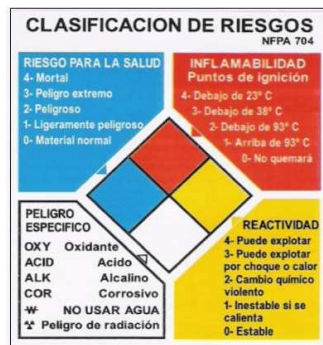 CLASIFICACION DE RIESGOS
NFPA 704
RIESGO PARA LA SALUD
4- Mortal
3- Peligro extremo
2- Peligroso
1- Ligeramente peligroso
0- Material normal
INFLAMABILIDAD
Puntos de ignición
4- Debajo de 23° C
3- Debajo de 38° C
2- Debajo de 93° C
1- Arriba de 93° C
0- No quemará
PELIGRO
ESPECIFICO
OXY Oxidante
ACID Acido
ALK Alcalino
COR Corrosivo
W NO USAR AGUA
☢ Peligro de radiación
REACTIVIDAD
4- Puede explotar
3- Puede explotar
por choque o calor
2- Cambio químico
violento
1- Inestable si se
calienta
0- Estable